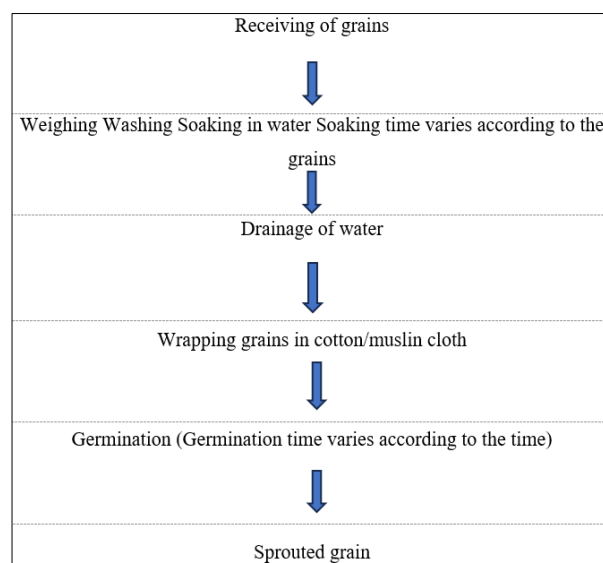 Receiving of grains
Weighing Washing Soaking in water Soaking time varies according to the
grains
Drainage of water
Wrapping grains in cotton/muslin cloth
Germination (Germination time varies according to the time)
Sprouted grain